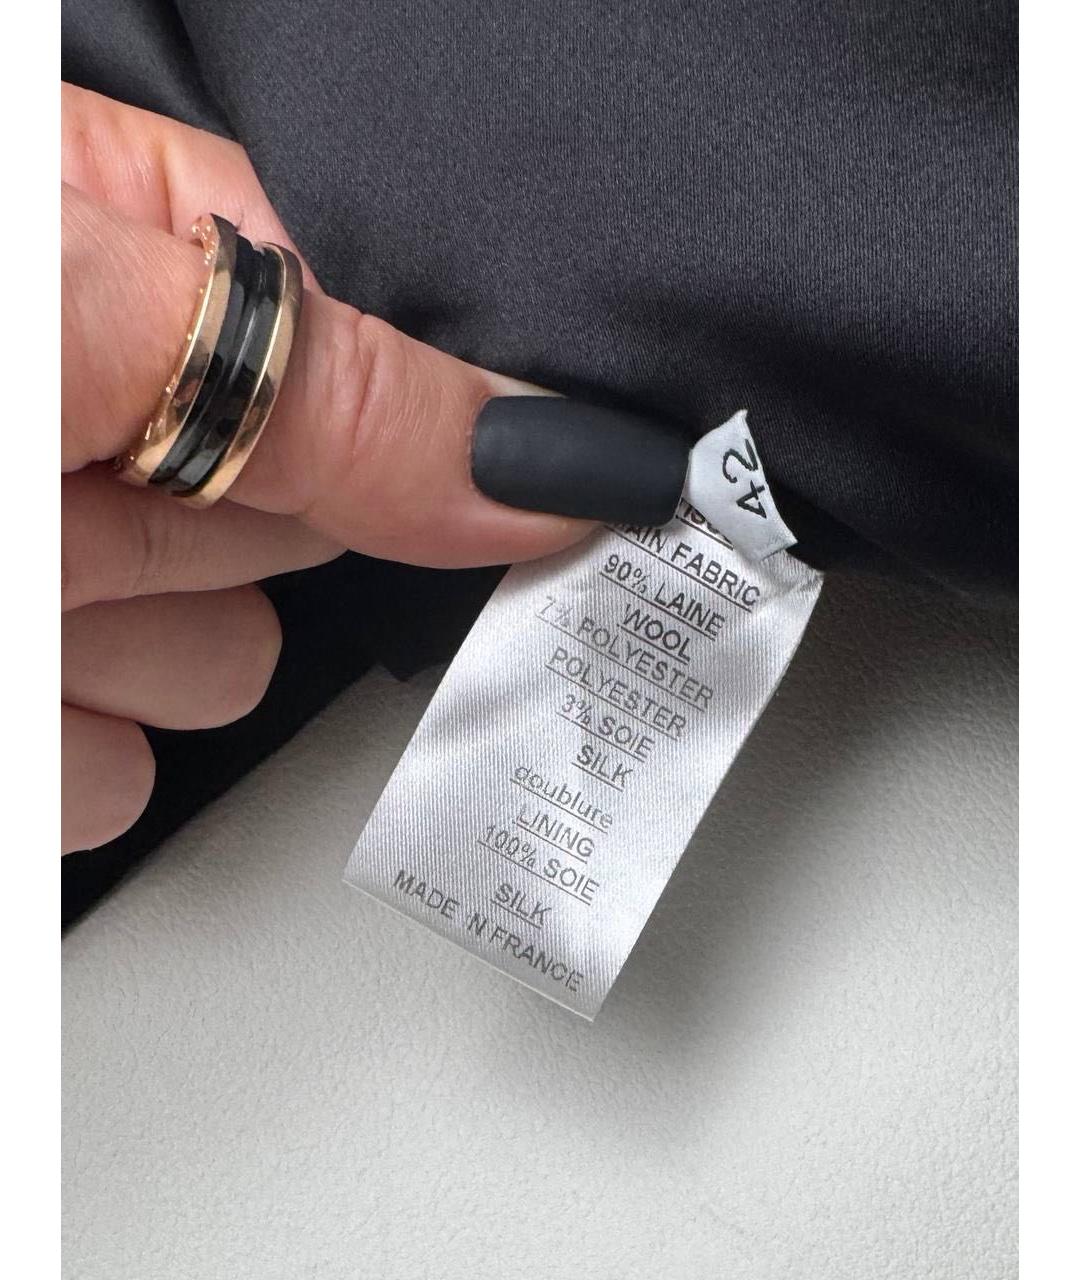 42
FABRIC
90% LAINE
WOOL
7% POLYESTER
POLYESTER
3% SOIE
SILK
doublure
LINING
100% SOIE
SILK
MADE IN FRANCE